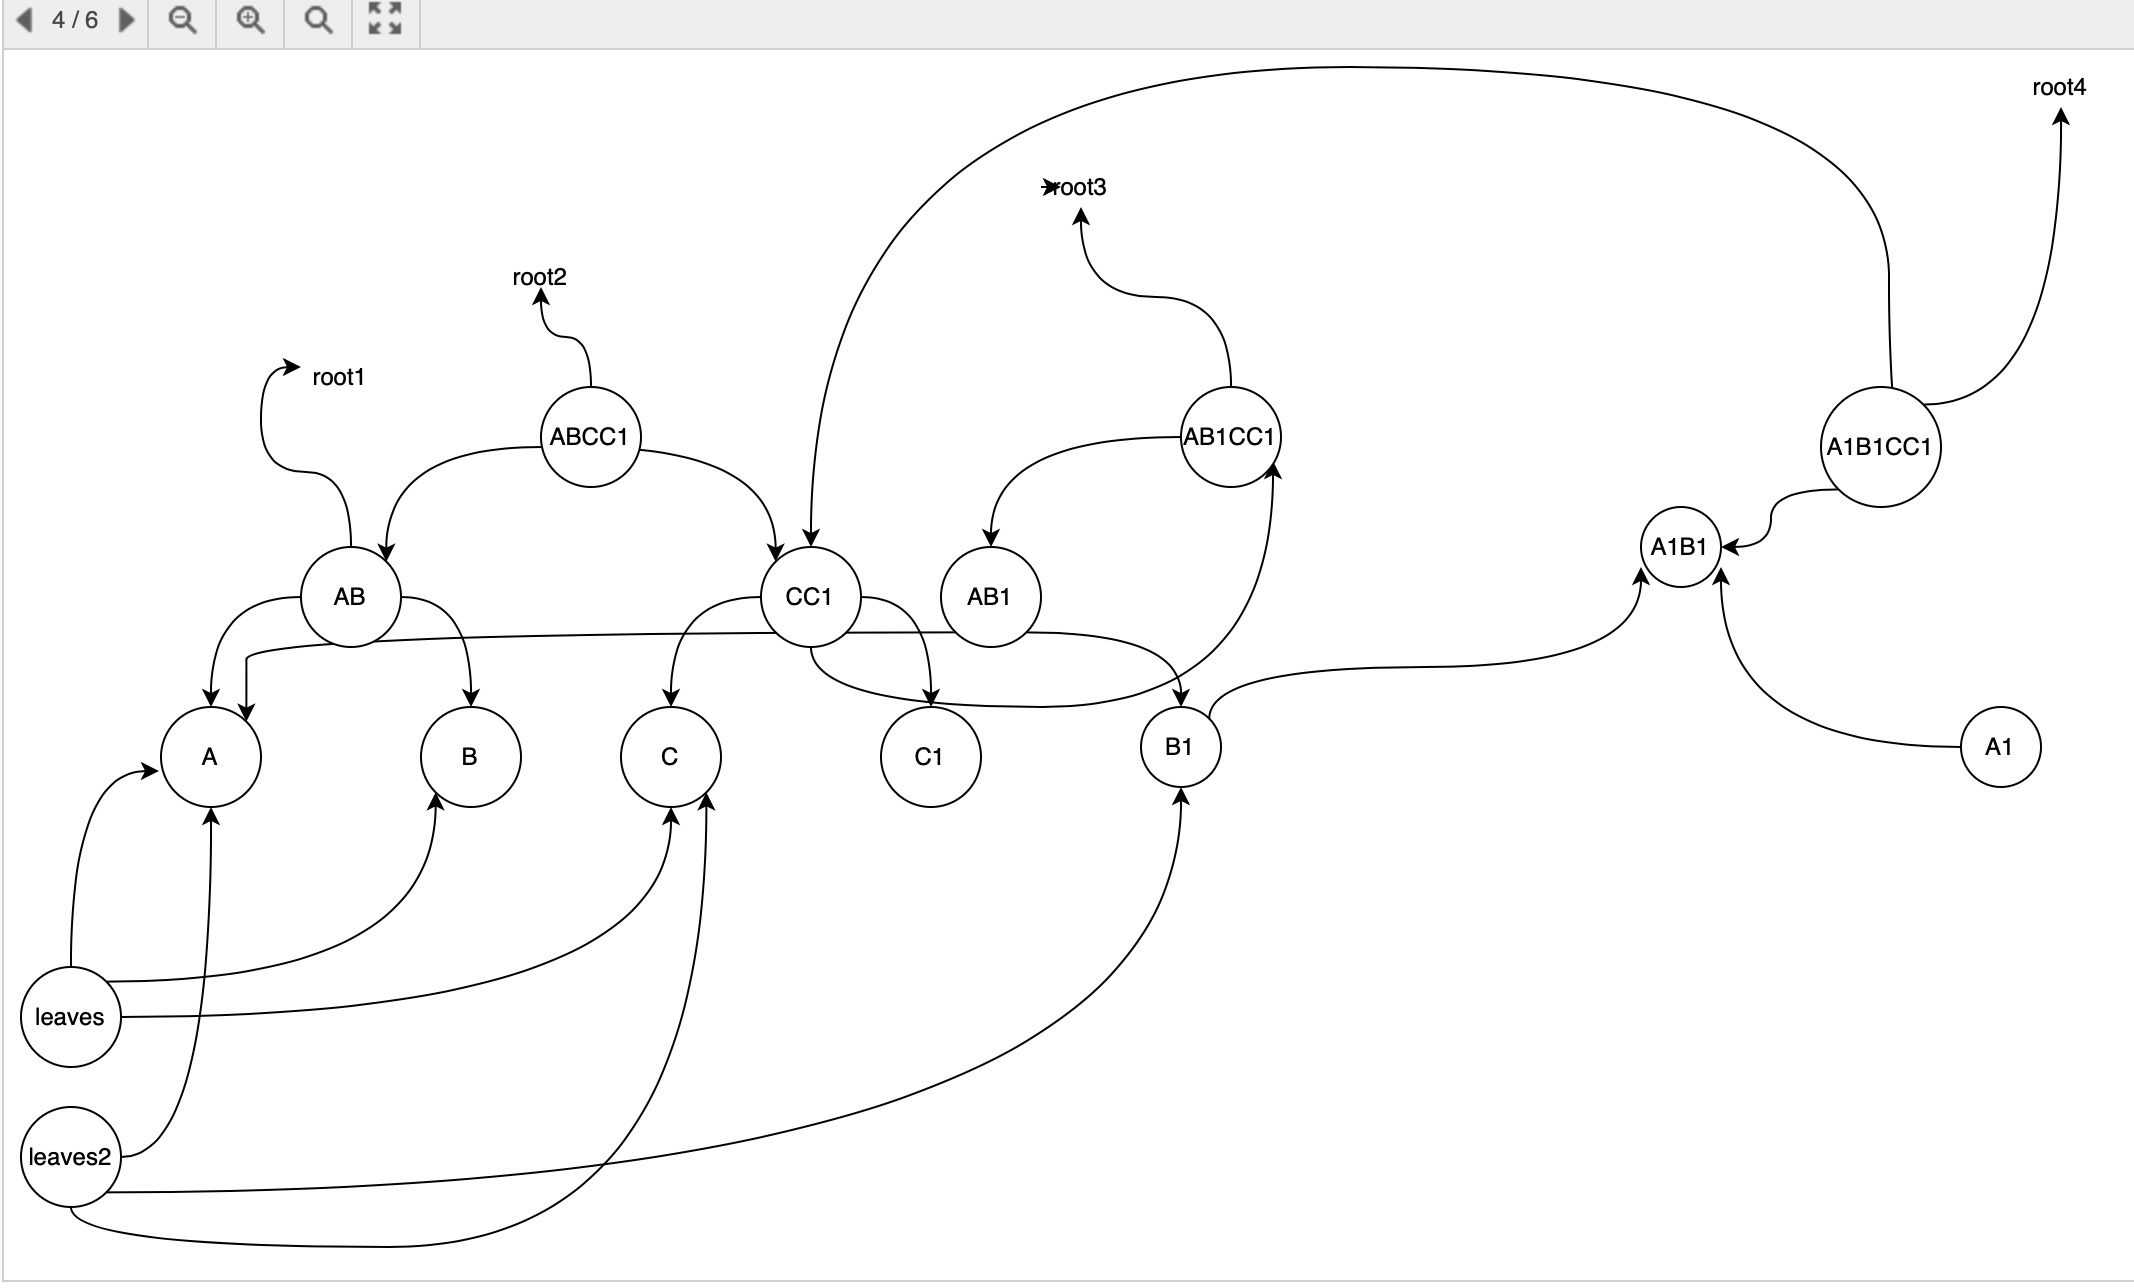 4 / 6
root4
root3
root2
root1
ABCC1
AB1CC1
A1B1CC1
A1B1
AB
CC1
AB1
A
B
C
C1
B1
A1
leaves
leaves2